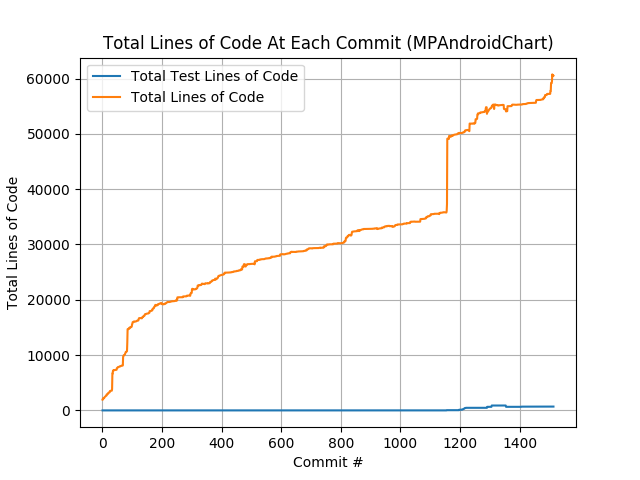 Total Lines of Code At Each Commit (MPAndroidChart)
Total Test Lines of Code
Total Lines of Code
Total Lines of Code
60000
50000
40000
30000
20000
10000
0
0 200 400 600 800 1000 1200 1400
Commit #